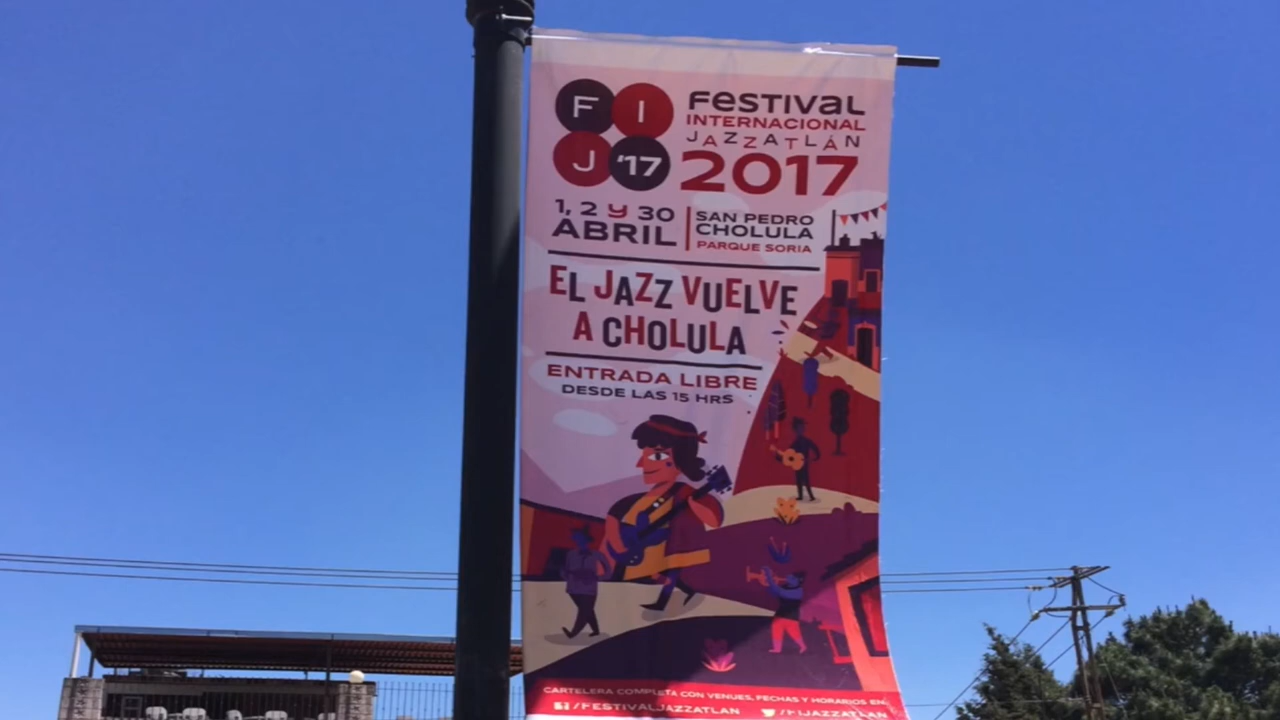 F I
J '17
FESTIVAL
INTERNACIONAL
JAZZATLÁN
2017
1, 2 y 30
ABRIL
SAN PEDRO
CHOLULA
PARQUE SORIA
EL JAZZ VUELVE
A CHOLULA
ENTRADA LIBRE
DESDE LAS 15 HRS
CARTELERA COMPLETA CON VENUES, FECHAS Y HORARIOS EN:
/FESTIVALJAZZATLAN /FIJAZZATLAN